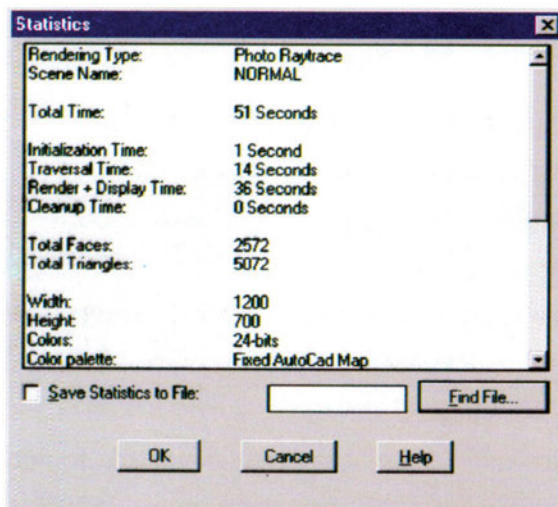 Statistics
Rendering Type: Photo Raytrace
Scene Name: NORMAL
Total Time: 51 Seconds
Initialization Time: 1 Second
Traversal Time: 14 Seconds
Render + Display Time: 36 Seconds
Cleanup Time: 0 Seconds
Total Faces: 2572
Total Triangles: 5072
Width: 1200
Height: 700
Colors: 24-bits
Color palette: Fixed AutoCad Map
Save Statistics to File:
Find File...
OK Cancel Help